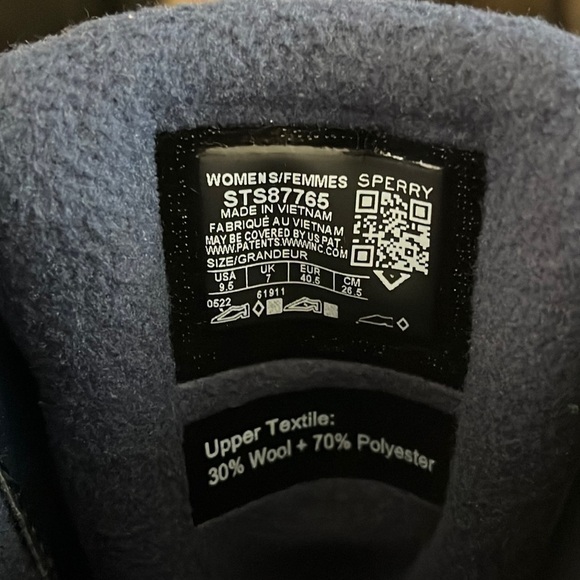 WOMENS/FEMMES SPERRY
STS87765
MADE IN VIETNAM
FABRIQUÉ AU VIETNAM
MAY BE COVERED BY US PAT
WWW.PATENTS.WWWINC.COM
SIZE/GRANDEUR
USA UK EUR CM
9.5 7 40.5 26.5
0522 61911
Upper Textile:
30% Wool + 70% Polyester